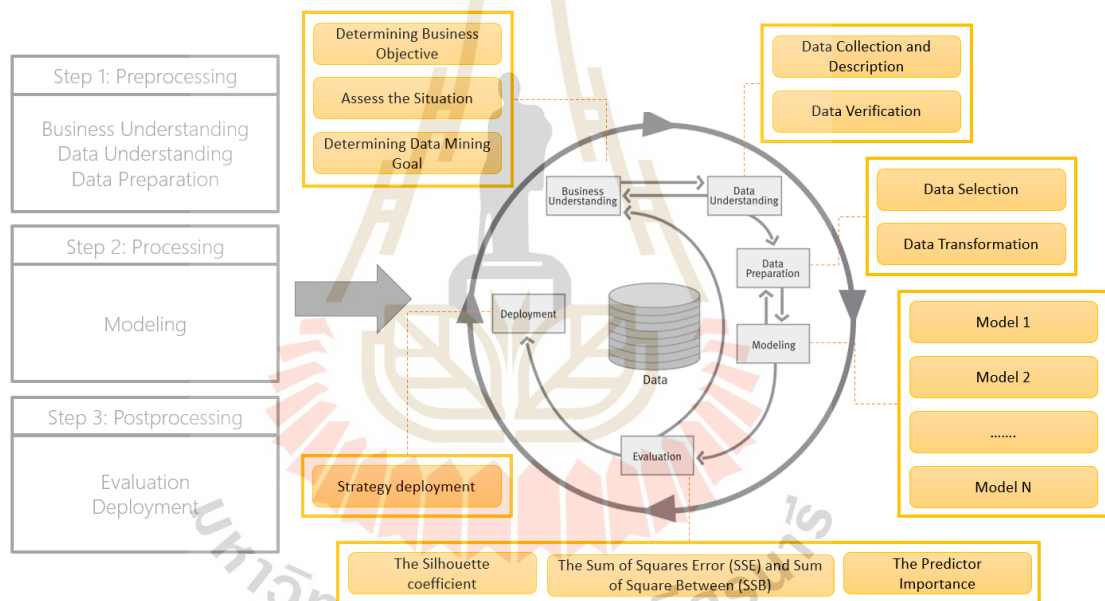 Step 1: Preprocessing
Business Understanding
Data Understanding
Data Preparation
Step 2: Processing
Modeling
Step 3: Postprocessing
Evaluation
Deployment
Determining Business
Objective
Assess the Situation
Determining Data Mining
Goal
Data Collection and
Description
Data Verification
Data Selection
Data Transformation
Model 1
Model 2
.......
Model N
Business
Understanding
Data
Understanding
Data
Preparation
Modeling
Deployment
Data
Evaluation
Strategy deployment
The Silhouette
coefficient
The Sum of Squares Error (SSE) and Sum
of Square Between (SSB)
The Predictor
Importance